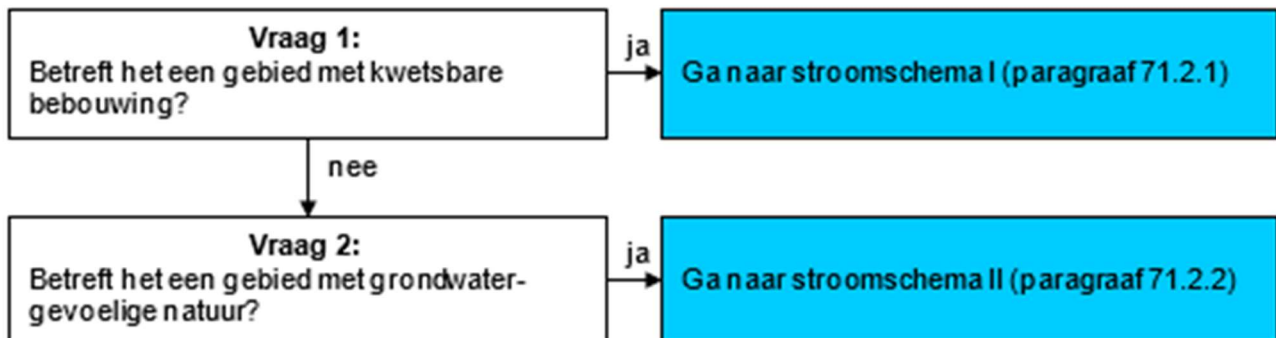 Vraag 1:
Betreft het een gebied met kwetsbare
bebouwing?
ja
Ga naar stroomschema I (paragraaf 71.2.1)
nee
Vraag 2:
Betreft het een gebied met grondwater-
gevoelige natuur?
ja
Ga naar stroomschema II (paragraaf 71.2.2)